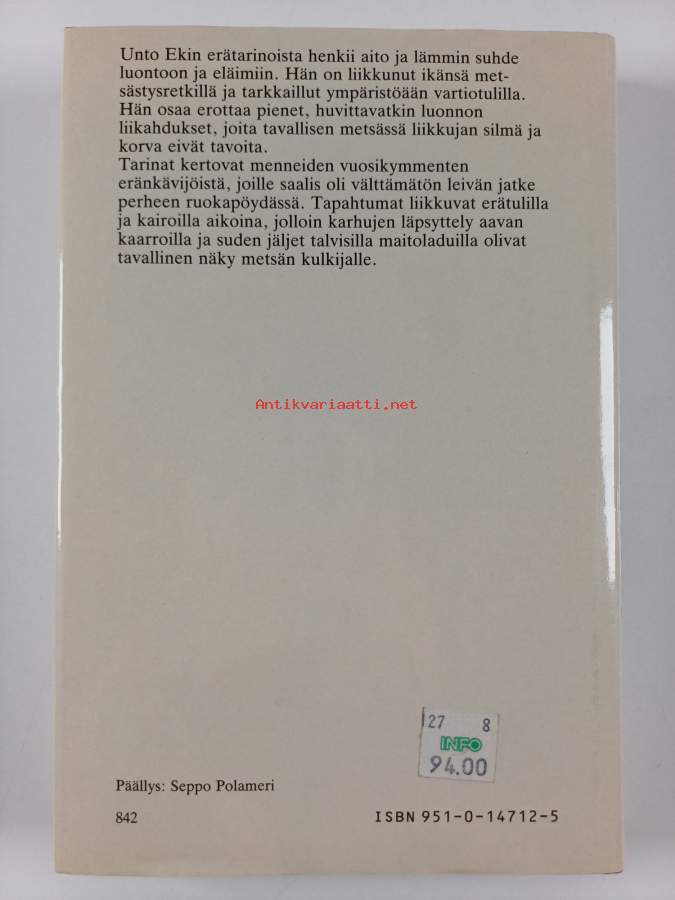 Unto Ekin erätarinoista henkii aito ja lämmin suhde
luontoon ja eläimiin. Hän on liikkunut ikänsä met-
sästysretkillä ja tarkkaillut ympäristöään vartiotulilla.
Hän osaa erottaa pienet, huvittavatkin luonnon
liikahdukset, joita tavallisen metsässä liikkujan silmä ja
korva eivät tavoita.
Tarinat kertovat menneiden vuosikymmenten
eränkävijöistä, joille saalis oli välttämätön leivän jatke
perheen ruokapöydässä. Tapahtumat liikkuvat erätulilla
ja kairoilla aikoina, jolloin karhujen läpsyttely aavan
kaarroilla ja suden jäljet talvisilla maitoladuilla olivat
tavallinen näky metsän kulkijalle.
Antikvariaatti.net
27 8
INFO
94.00
Päällys: Seppo Polameri
842
ISBN 951-0-14712-5